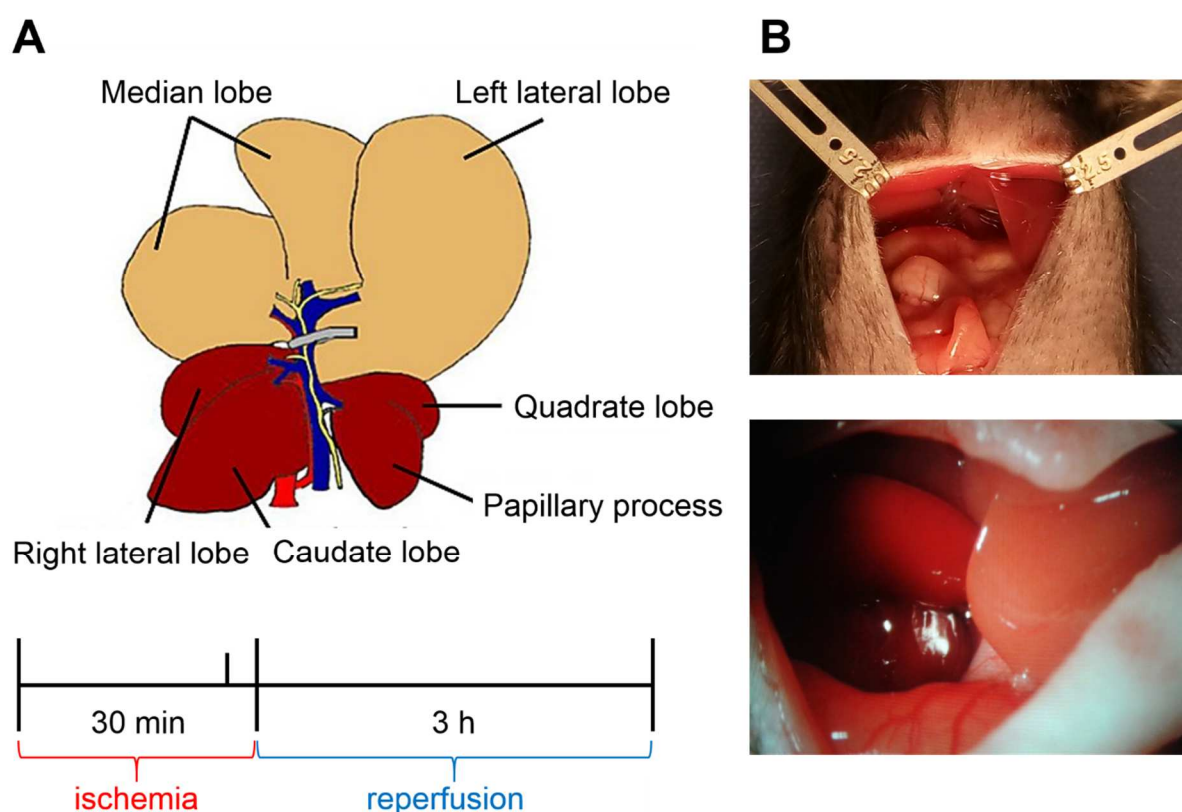 A
B
Median lobe
Left lateral lobe
Quadrate lobe
Papillary process
Right lateral lobe
Caudate lobe
30 min
3 h
ischemia
reperfusion
2.5
2.5